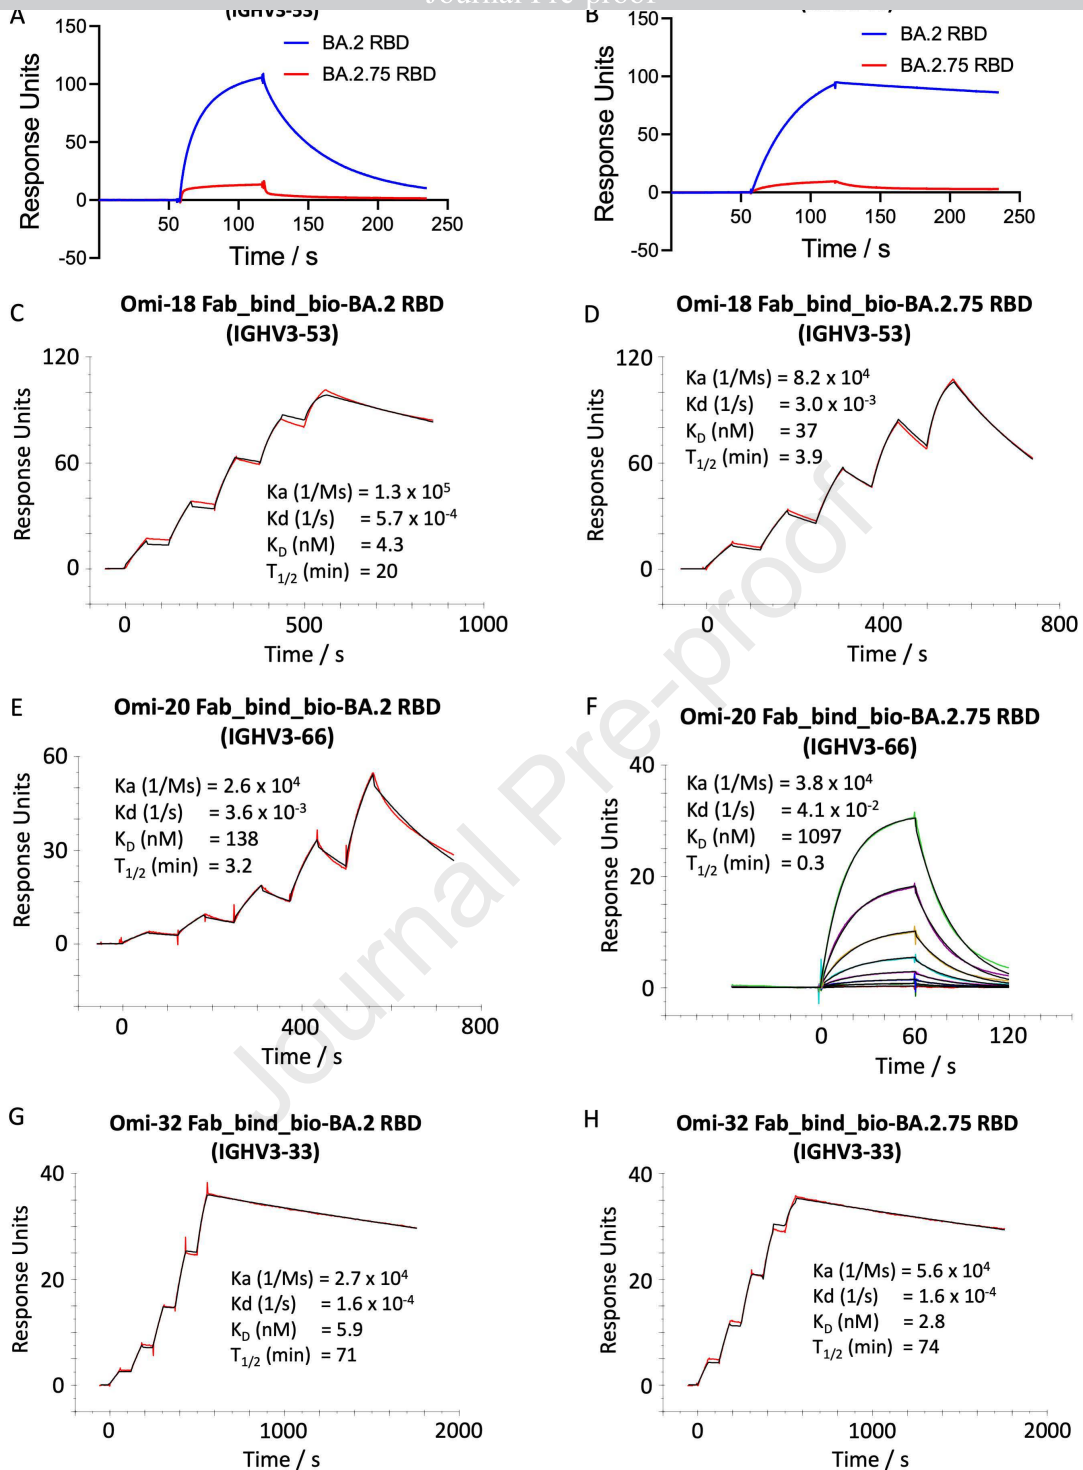 Journal Pre-proof
A
(IGHV3-53)
150
100
50
0
-50
50
100
150
200
250
Response Units
Time / s
BA.2 RBD
BA.2.75 RBD
B
150
100
50
0
-50
50
100
150
200
250
Response Units
Time / s
BA.2 RBD
BA.2.75 RBD
C
Omi-18 Fab_bind_bio-BA.2 RBD
(IGHV3-53)
120
60
0
Response Units
Ka (1/Ms) = 1.3 x 10⁵
Kd (1/s) = 5.7 x 10⁻⁴
K_D (nM) = 4.3
T₁/₂ (min) = 20
0
500
1000
Time / s
D
Omi-18 Fab_bind_bio-BA.2.75 RBD
(IGHV3-53)
120
60
0
Response Units
Ka (1/Ms) = 8.2 x 10⁴
Kd (1/s) = 3.0 x 10⁻³
K_D (nM) = 37
T₁/₂ (min) = 3.9
0
400
800
Time / s
E
Omi-20 Fab_bind_bio-BA.2 RBD
(IGHV3-66)
60
30
0
Response Units
Ka (1/Ms) = 2.6 x 10⁴
Kd (1/s) = 3.6 x 10⁻³
K_D (nM) = 138
T₁/₂ (min) = 3.2
0
400
800
Time / s
F
Omi-20 Fab_bind_bio-BA.2.75 RBD
(IGHV3-66)
40
20
0
Response Units
Ka (1/Ms) = 3.8 x 10⁴
Kd (1/s) = 4.1 x 10⁻²
K_D (nM) = 1097
T₁/₂ (min) = 0.3
0
60
120
Time / s
G
Omi-32 Fab_bind_bio-BA.2 RBD
(IGHV3-33)
40
20
0
Response Units
Ka (1/Ms) = 2.7 x 10⁴
Kd (1/s) = 1.6 x 10⁻⁴
K_D (nM) = 5.9
T₁/₂ (min) = 71
0
1000
2000
Time / s
H
Omi-32 Fab_bind_bio-BA.2.75 RBD
(IGHV3-33)
40
20
0
Response Units
Ka (1/Ms) = 5.6 x 10⁴
Kd (1/s) = 1.6 x 10⁻⁴
K_D (nM) = 2.8
T₁/₂ (min) = 74
0
1000
2000
Time / s
Journal Pre-proof